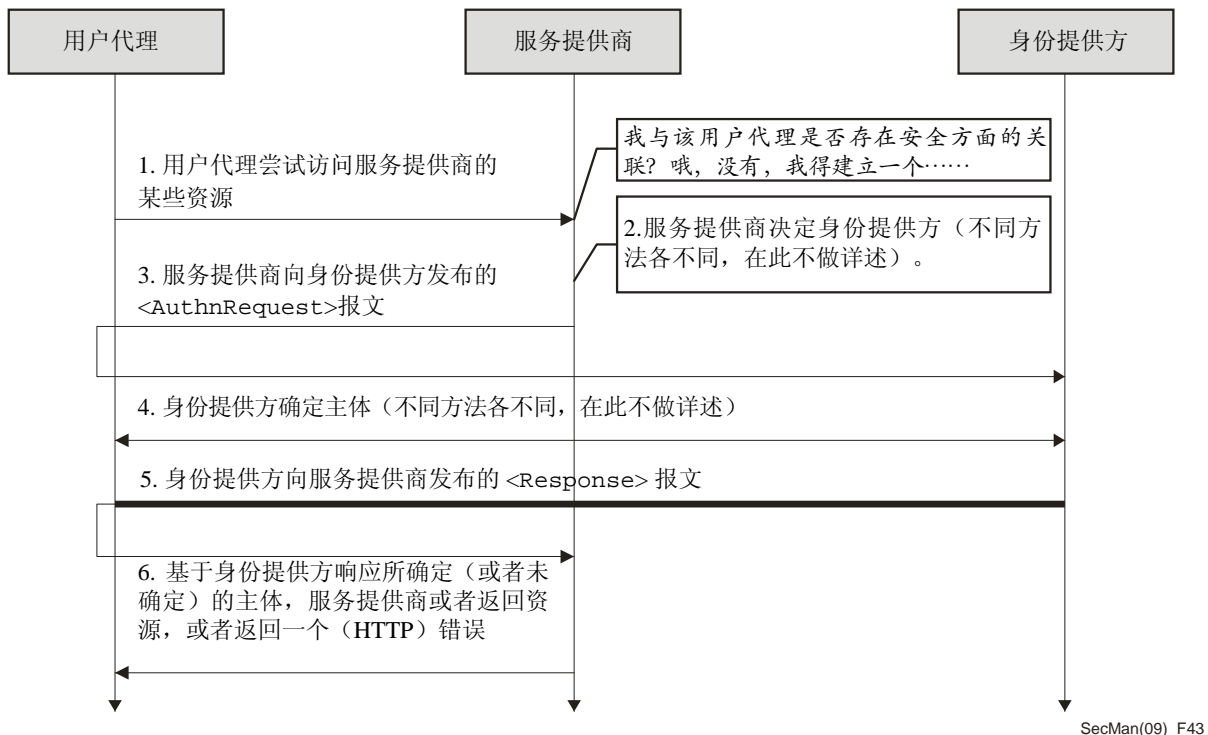 用户代理
服务提供商
身份提供方
我与该用户代理是否存在安全方面的关
联？哦，没有，我得建立一个……
1. 用户代理尝试访问服务提供商的
某些资源
2.服务提供商决定身份提供方（不同方
法各不同，在此不做详述）。
3. 服务提供商向身份提供方发布的
<AuthnRequest>报文
4. 身份提供方确定主体（不同方法各不同，在此不做详述）
5. 身份提供方向服务提供商发布的 <Response> 报文
6. 基于身份提供方响应所确定（或者未
确定）的主体，服务提供商或者返回资
源，或者返回一个（HTTP）错误
SecMan(09)_F43